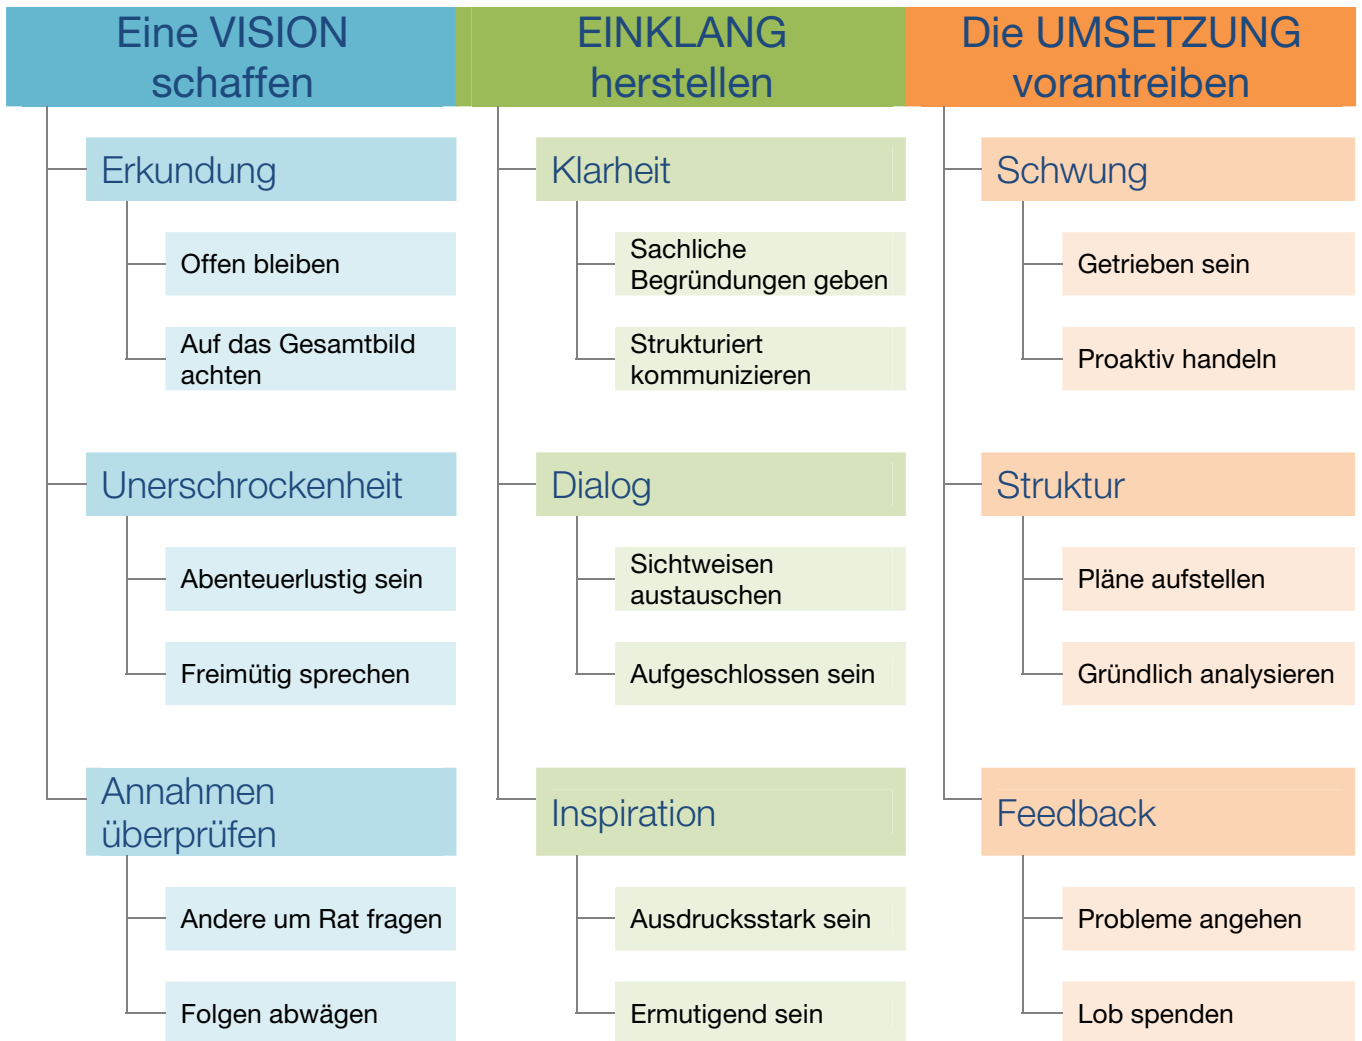 Eine VISION
schaffen
Erkundung
Offen bleiben
Auf das Gesamtbild
achten
Unerschrockenheit
Abenteuerlustig sein
Freimütig sprechen
Annahmen
überprüfen
Andere um Rat fragen
Folgen abwägen
EINKLANG
herstellen
Klarheit
Sachliche
Begründungen geben
Strukturiert
kommunizieren
Dialog
Sichtweisen
austauschen
Aufgeschlossen sein
Inspiration
Ausdrucksstark sein
Ermutigend sein
Die UMSETZUNG
vorantreiben
Schwung
Getrieben sein
Proaktiv handeln
Struktur
Pläne aufstellen
Gründlich analysieren
Feedback
Probleme angehen
Lob spenden